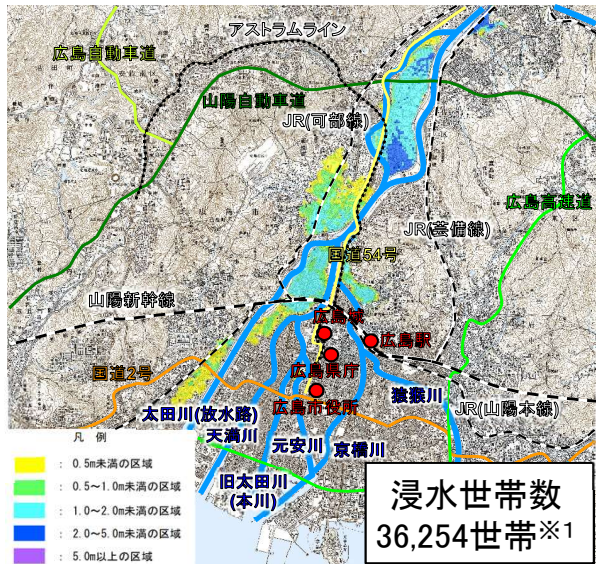 アストラムライン
広島自動車道
山陽自動車道
JR(可部線)
広島高速道
JR(芸備線)
国道54号
山陽新幹線
広島城
広島駅
広島県庁
国道2号
広島市役所
猿猴川
JR(山陽本線)
太田川(放水路)
天満川
元安川
京橋川
旧太田川
(本川)
凡 例
: 0.5m未満の区域
: 0.5～1.0m未満の区域
: 1.0～2.0m未満の区域
: 2.0～5.0m未満の区域
: 5.0m以上の区域
浸水世帯数
36,254世帯※1